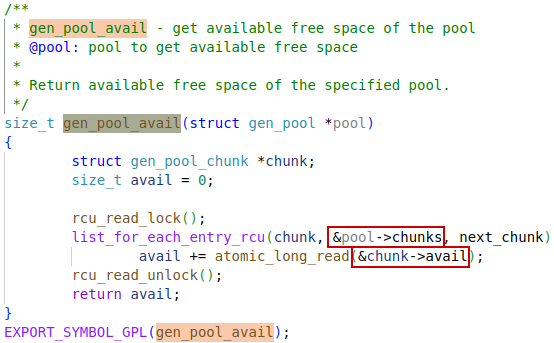 /**
 * gen_pool_avail - get available free space of the pool
 * @pool: pool to get available free space
 *
 * Return available free space of the specified pool.
 */
size_t gen_pool_avail(struct gen_pool *pool)
{
        struct gen_pool_chunk *chunk;
        size_t avail = 0;

        rcu_read_lock();
        list_for_each_entry_rcu(chunk, &pool->chunks, next_chunk)
                avail += atomic_long_read(&chunk->avail);
        rcu_read_unlock();
        return avail;
}
EXPORT_SYMBOL_GPL(gen_pool_avail);